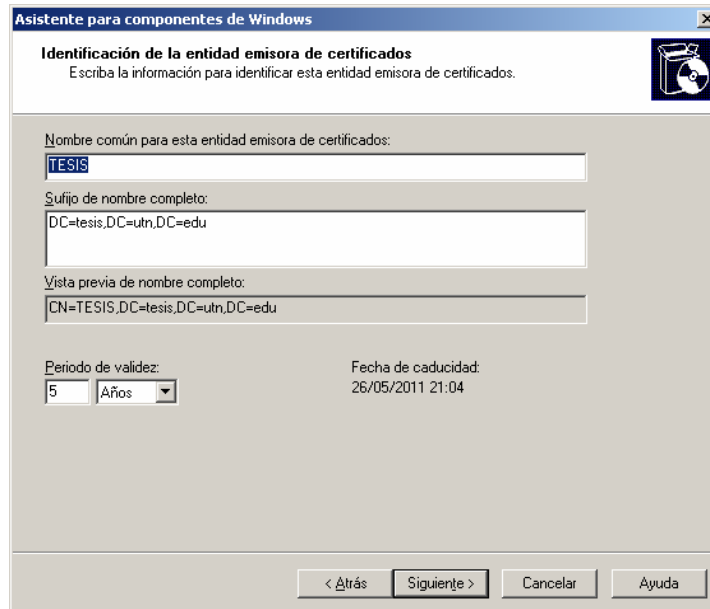 Asistente para componentes de Windows
Identificación de la entidad emisora de certificados
Escriba la información para identificar esta entidad emisora de certificados.
Nombre común para esta entidad emisora de certificados:
TESIS
Sufijo de nombre completo:
DC=tesis,DC=utn,DC=edu
Vista previa de nombre completo:
CN=TESIS,DC=tesis,DC=utn,DC=edu
Periodo de validez: Fecha de caducidad:
5 Años 26/05/2011 21:04
< Atrás Siguiente > Cancelar Ayuda